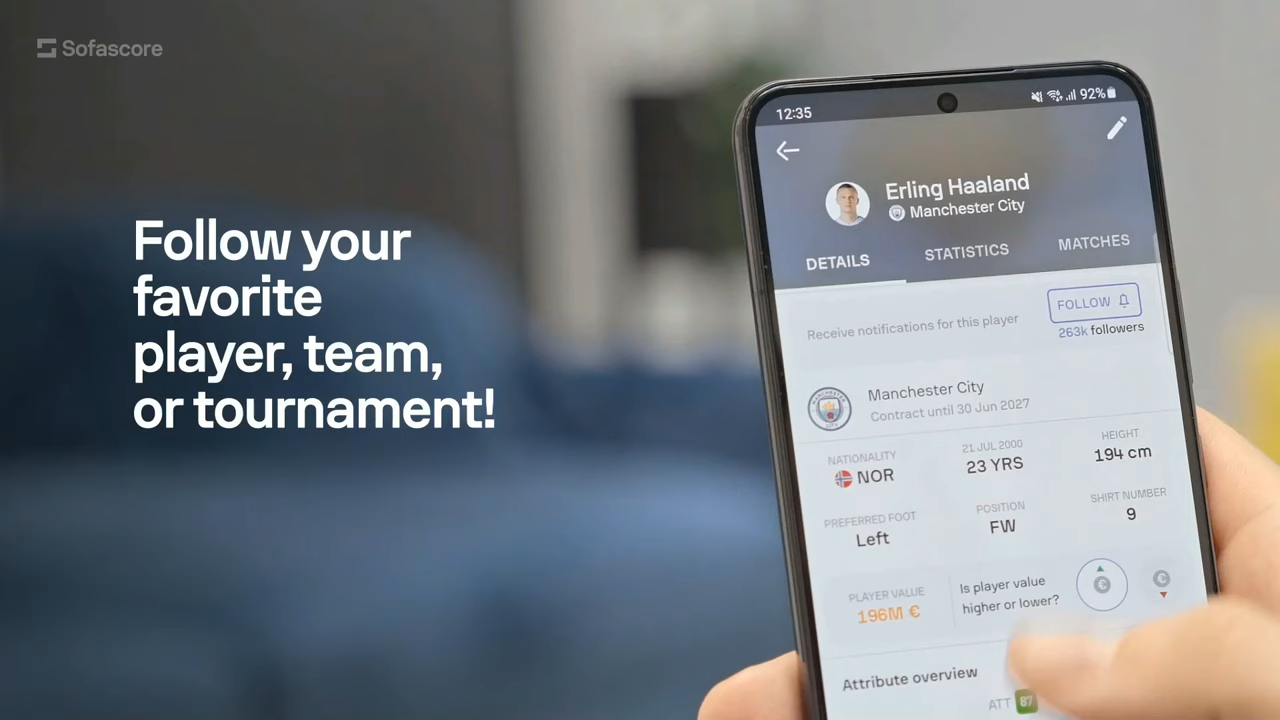 Sofascore
Follow your
favorite
player, team,
or tournament!
12:35
92%
Erling Haaland
Manchester City
DETAILS
STATISTICS
MATCHES
Receive notifications for this player
FOLLOW
263k followers
Manchester City
Contract until 30 Jun 2027
NATIONALITY
NOR
21 JUL 2000
23 YRS
HEIGHT
194 cm
PREFERRED FOOT
Left
POSITION
FW
SHIRT NUMBER
9
PLAYER VALUE
196M €
Is player value
higher or lower?
Attribute overview
ATT 87